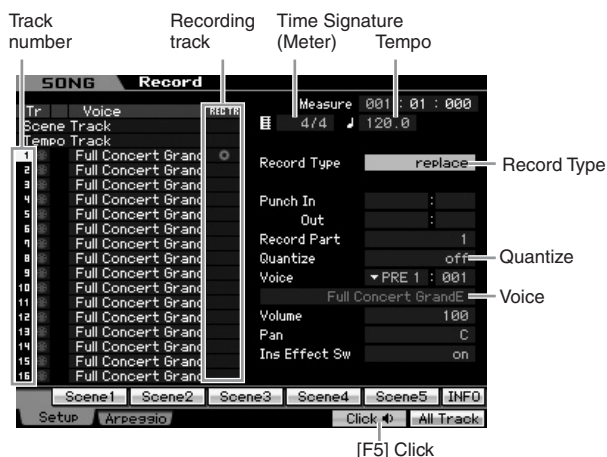 Track number
Recording track
Time Signature (Meter)
Tempo
SONG Record
Tr Voice REC TR
Measure 001 : 01 : 000
Scene Track
4/4 120.0
Tempo Track
1 Full Concert Grand
2 Full Concert Grand
3 Full Concert Grand
4 Full Concert Grand
5 Full Concert Grand
6 Full Concert Grand
7 Full Concert Grand
8 Full Concert Grand
9 Full Concert Grand
10 Full Concert Grand
11 Full Concert Grand
12 Full Concert Grand
13 Full Concert Grand
14 Full Concert Grand
15 Full Concert Grand
16 Full Concert Grand
Record Type replace
Record Type
Punch In :
Out :
Record Part 1
Quantize off
Quantize
Voice PRE 1 : 001
Full Concert GrandE
Voice
Volume 100
Pan C
Ins Effect Sw on
Scene1 Scene2 Scene3 Scene4 Scene5 INFO
Setup Arpeggio Click All Track
[F5] Click